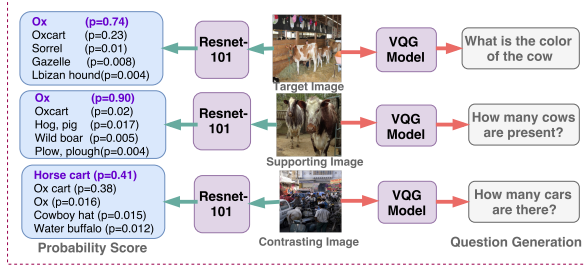 Ox (p=0.74)
Oxcart (p=0.23)
Sorrel (p=0.01)
Gazelle (p=0.008)
Lbizan hound(p=0.004)
Resnet-
101
Target Image
VQG
Model
What is the color
of the cow
Ox (p=0.90)
Oxcart (p=0.02)
Hog, pig (p=0.017)
Wild boar (p=0.005)
Plow, plough(p=0.004)
Resnet-
101
Supporting Image
VQG
Model
How many cows
are present?
Horse cart (p=0.41)
Ox cart (p=0.38)
Ox (p=0.016)
Cowboy hat (p=0.015)
Water buffalo (p=0.012)
Resnet-
101
Contrasting Image
VQG
Model
How many cars
are there?
Probability Score
Question Generation